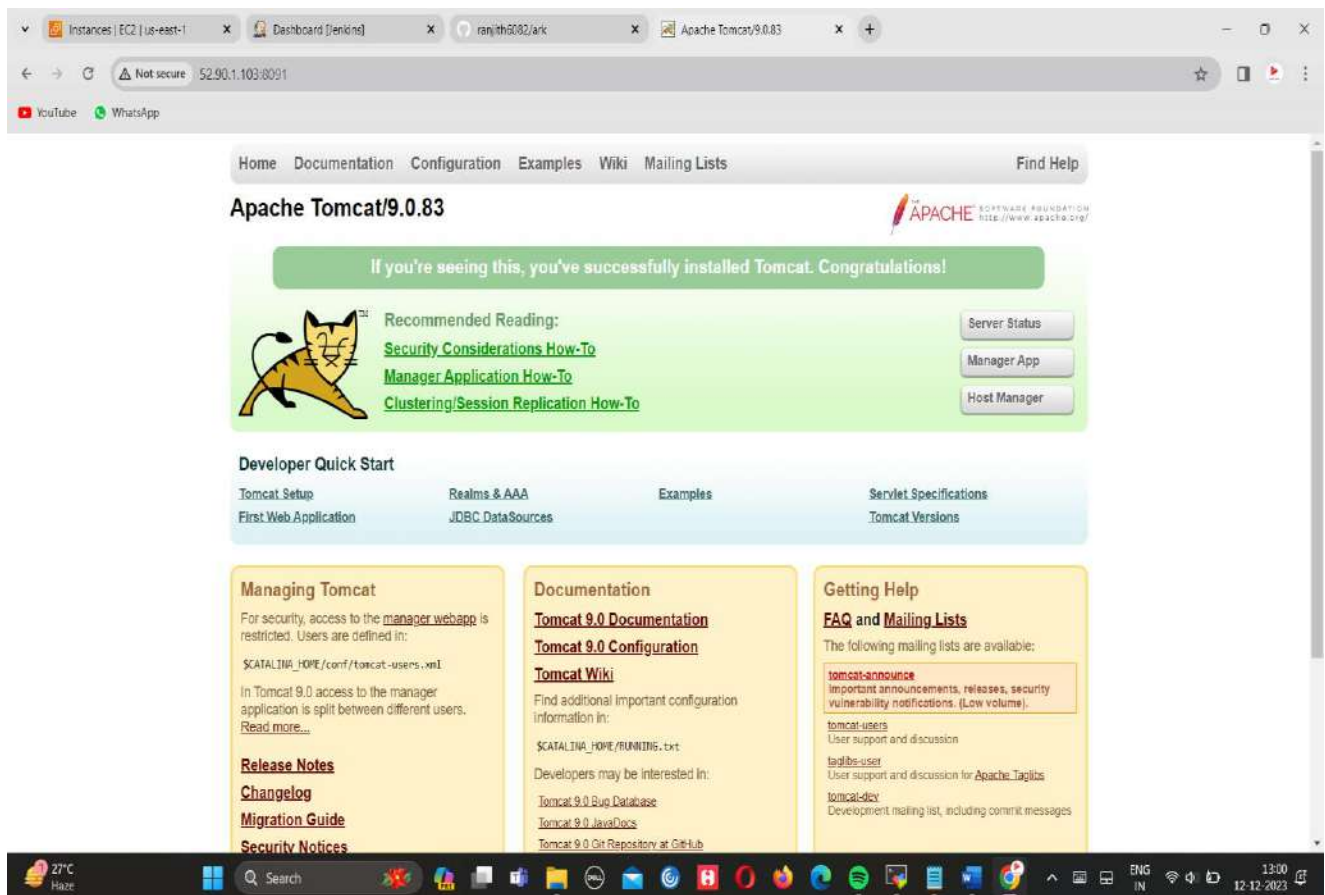 Instances | EC2 | us-east-1
Dashboard [Jenkins]
ranjith6082/ark
Apache Tomcat/9.0.83
Not secure 52.90.1.103:8091
YouTube WhatsApp
Home Documentation Configuration Examples Wiki Mailing Lists Find Help
Apache Tomcat/9.0.83
THE APACHE SOFTWARE FOUNDATION
http://www.apache.org/
If you're seeing this, you've successfully installed Tomcat. Congratulations!
TM
Recommended Reading:
Security Considerations How-To
Manager Application How-To
Clustering/Session Replication How-To
Server Status
Manager App
Host Manager
Developer Quick Start
Tomcat Setup
First Web Application
Realms & AAA
JDBC DataSources
Examples
Servlet Specifications
Tomcat Versions
Managing Tomcat
For security, access to the manager webapp is
restricted. Users are defined in:
$CATALINA_HOME/conf/tomcat-users.xml
In Tomcat 9.0 access to the manager
application is split between different users.
Read more...
Release Notes
Changelog
Migration Guide
Security Notices
Documentation
Tomcat 9.0 Documentation
Tomcat 9.0 Configuration
Tomcat Wiki
Find additional important configuration
information in:
$CATALINA_HOME/RUNNING.txt
Developers may be interested in:
Tomcat 9.0 Bug Database
Tomcat 9.0 JavaDocs
Tomcat 9.0 Git Repository at GitHub
Getting Help
FAQ and Mailing Lists
The following mailing lists are available:
tomcat-announce
Important announcements, releases, security
vulnerability notifications. (Low volume).
tomcat-users
User support and discussion
taglibs-user
User support and discussion for Apache Taglibs
tomcat-dev
Development mailing list, including commit messages
27°C
Haze
Search
ENG
IN
13:00
12-12-2023